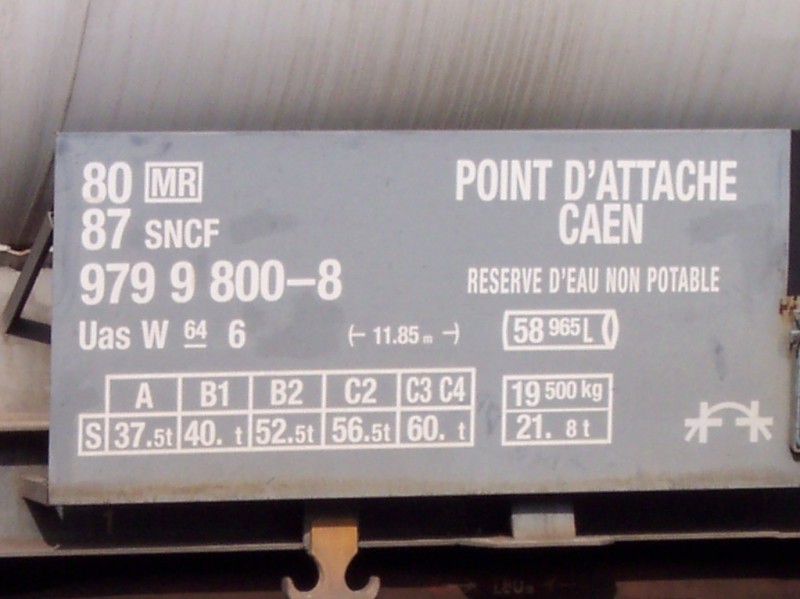 80 MR
87 SNCF
979 9 800-8
Uas W 64 6
POINT D'ATTACHE
CAEN
RESERVE D'EAU NON POTABLE
11.85 m
58 965 L
A B1 B2 C2 C3 C4
S 37.5t 40. t 52.5t 56.5t 60. t
19 500 kg
21. 8 t